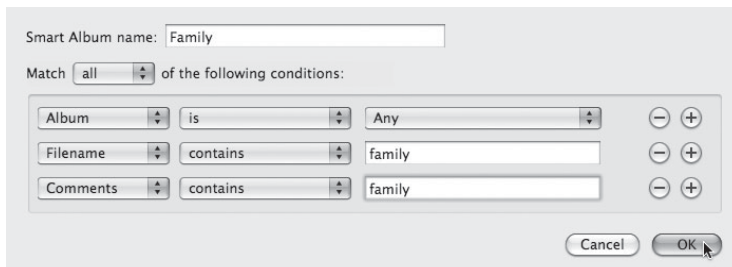 Smart Album name: Family
Match all of the following conditions:
Album is Any
Filename contains family
Comments contains family
Cancel OK